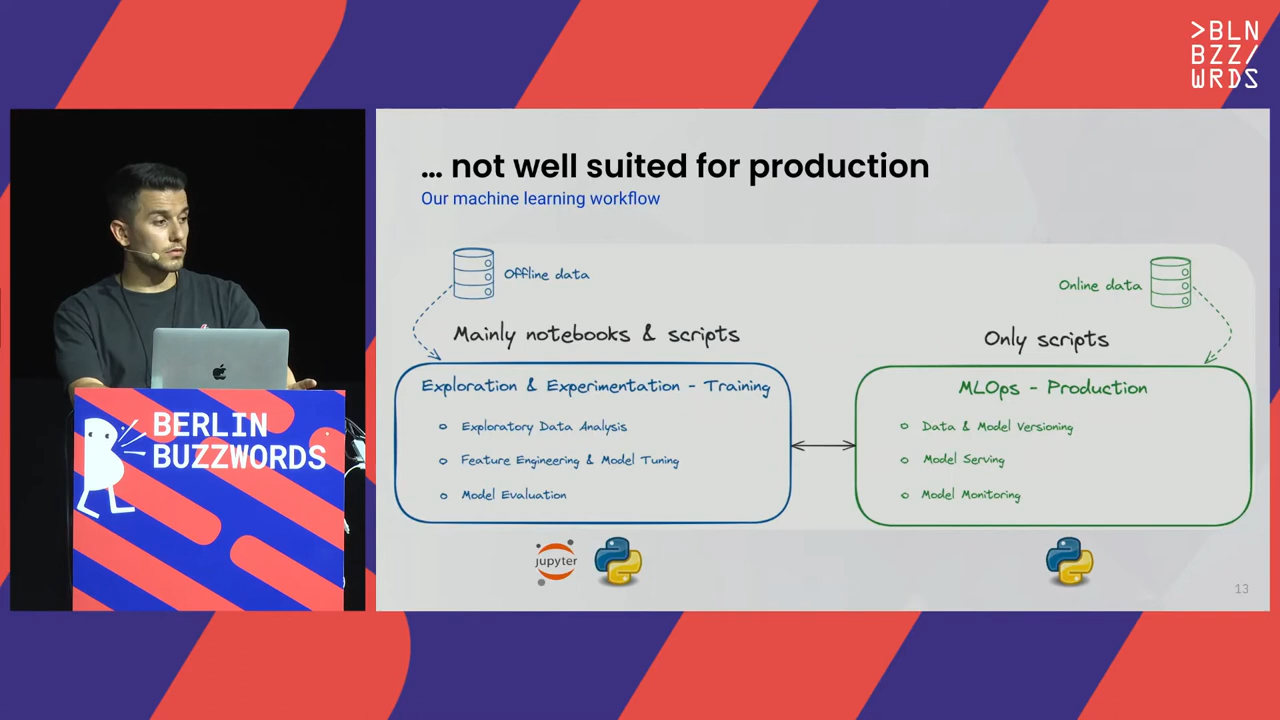 >BLN
BZZ/
WRDS
… not well suited for production
Our machine learning workflow
Offline data
Online data
Mainly notebooks & scripts
Only scripts
Exploration & Experimentation - Training
Exploratory Data Analysis
Feature Engineering & Model Tuning
Model Evaluation
MLOps - Production
Data & Model Versioning
Model Serving
Model Monitoring
jupyter
13
BERLIN
BUZZWORDS